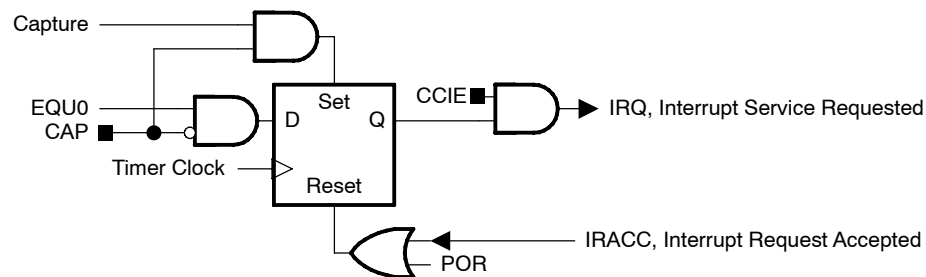 Capture
EQU0
CAP
Timer Clock
Set
D
Q
Reset
CCIE
IRQ, Interrupt Service Requested
IRACC, Interrupt Request Accepted
POR